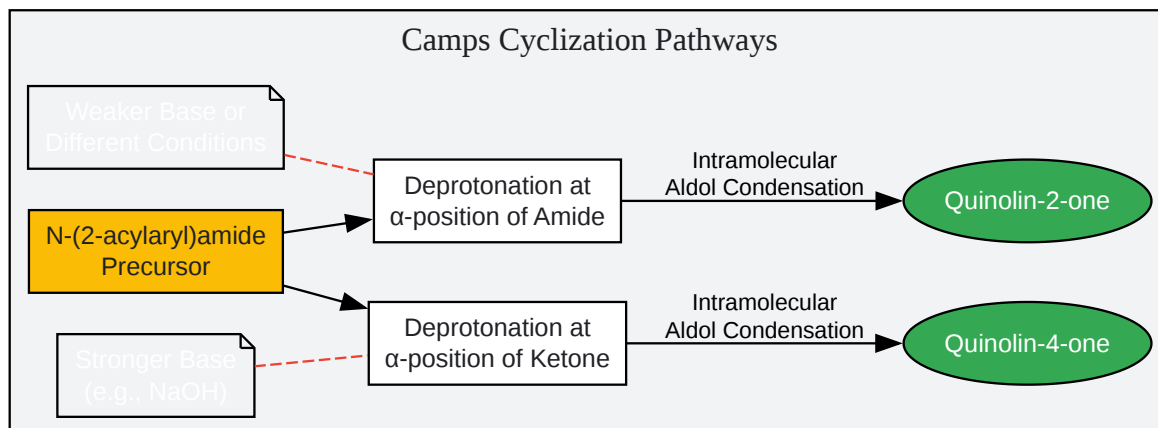 Camps Cyclization Pathways
Weaker Base or
Different Conditions
N-(2-acylaryl)amide
Precursor
Stronger Base
(e.g., NaOH)
Deprotonation at
α-position of Amide
Deprotonation at
α-position of Ketone
Intramolecular
Aldol Condensation
Intramolecular
Aldol Condensation
Quinolin-2-one
Quinolin-4-one